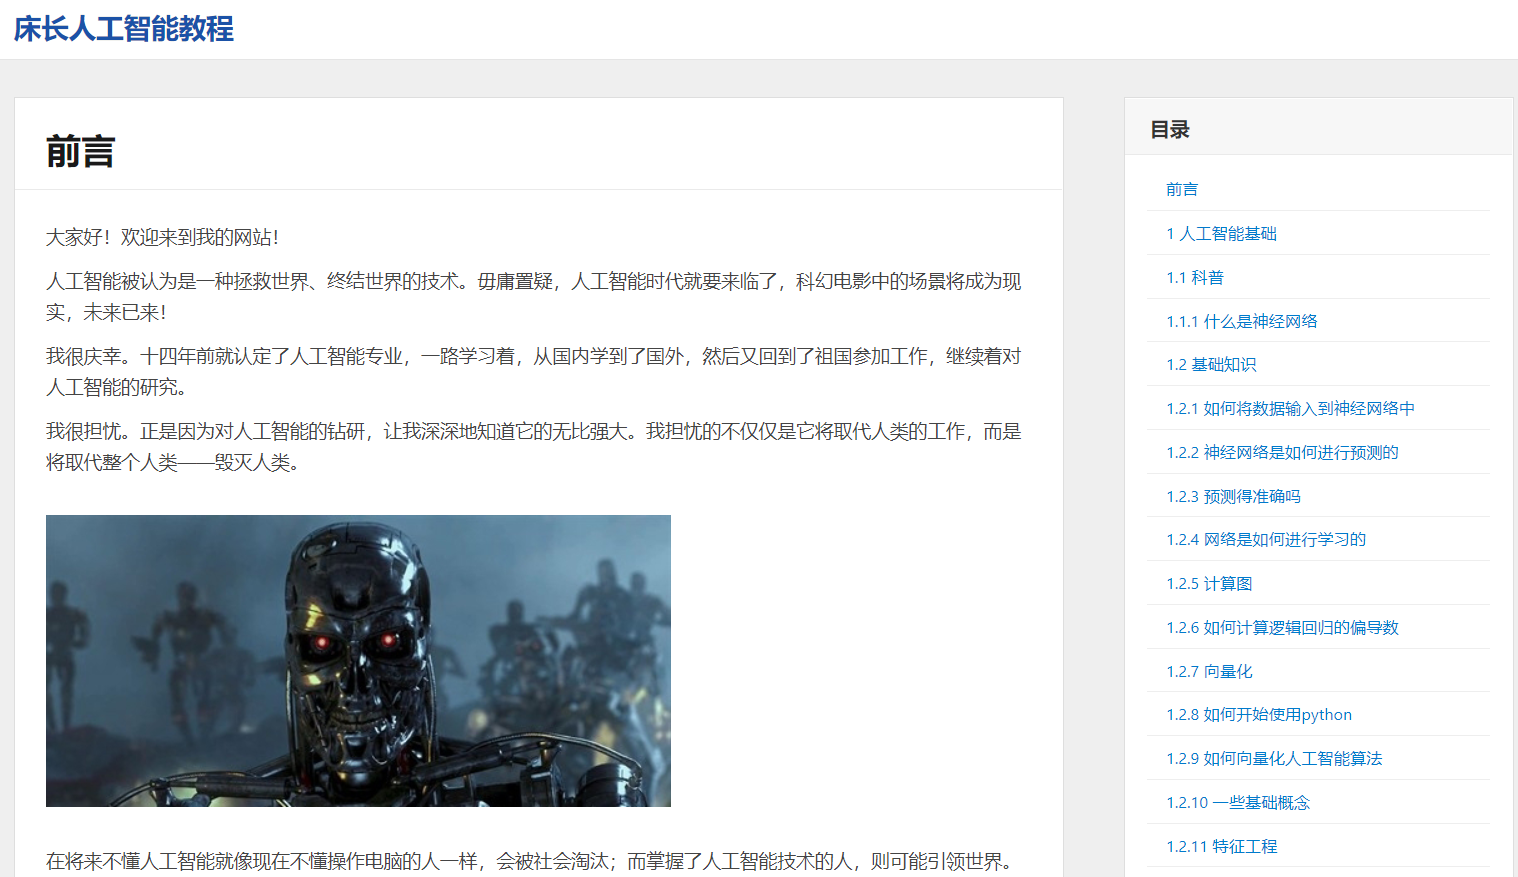 床长人工智能教程
前言
大家好！欢迎来到我的网站！
人工智能被认为是一种拯救世界、终结世界的技术。毋庸置疑，人工智能时代就要来临了，科幻电影中的场景将成为现
实，未来已来！
我很庆幸。十四年前就认定了人工智能专业，一路学习着，从国内学到了国外，然后又回到了祖国参加工作，继续着对
人工智能的研究。
我很担忧。正是因为对人工智能的钻研，让我深深地知道它的无比强大。我担忧的不仅仅是它将取代人类的工作，而是
将取代整个人类——毁灭人类。
在将来不懂人工智能就像现在不懂操作电脑的人一样，会被社会淘汰；而掌握了人工智能技术的人，则可能引领世界。
目录
前言
1 人工智能基础
1.1 科普
1.1.1 什么是神经网络
1.2 基础知识
1.2.1 如何将数据输入到神经网络中
1.2.2 神经网络是如何进行预测的
1.2.3 预测得准确吗
1.2.4 网络是如何进行学习的
1.2.5 计算图
1.2.6 如何计算逻辑回归的偏导数
1.2.7 向量化
1.2.8 如何开始使用python
1.2.9 如何向量化人工智能算法
1.2.10 一些基础概念
1.2.11 特征工程